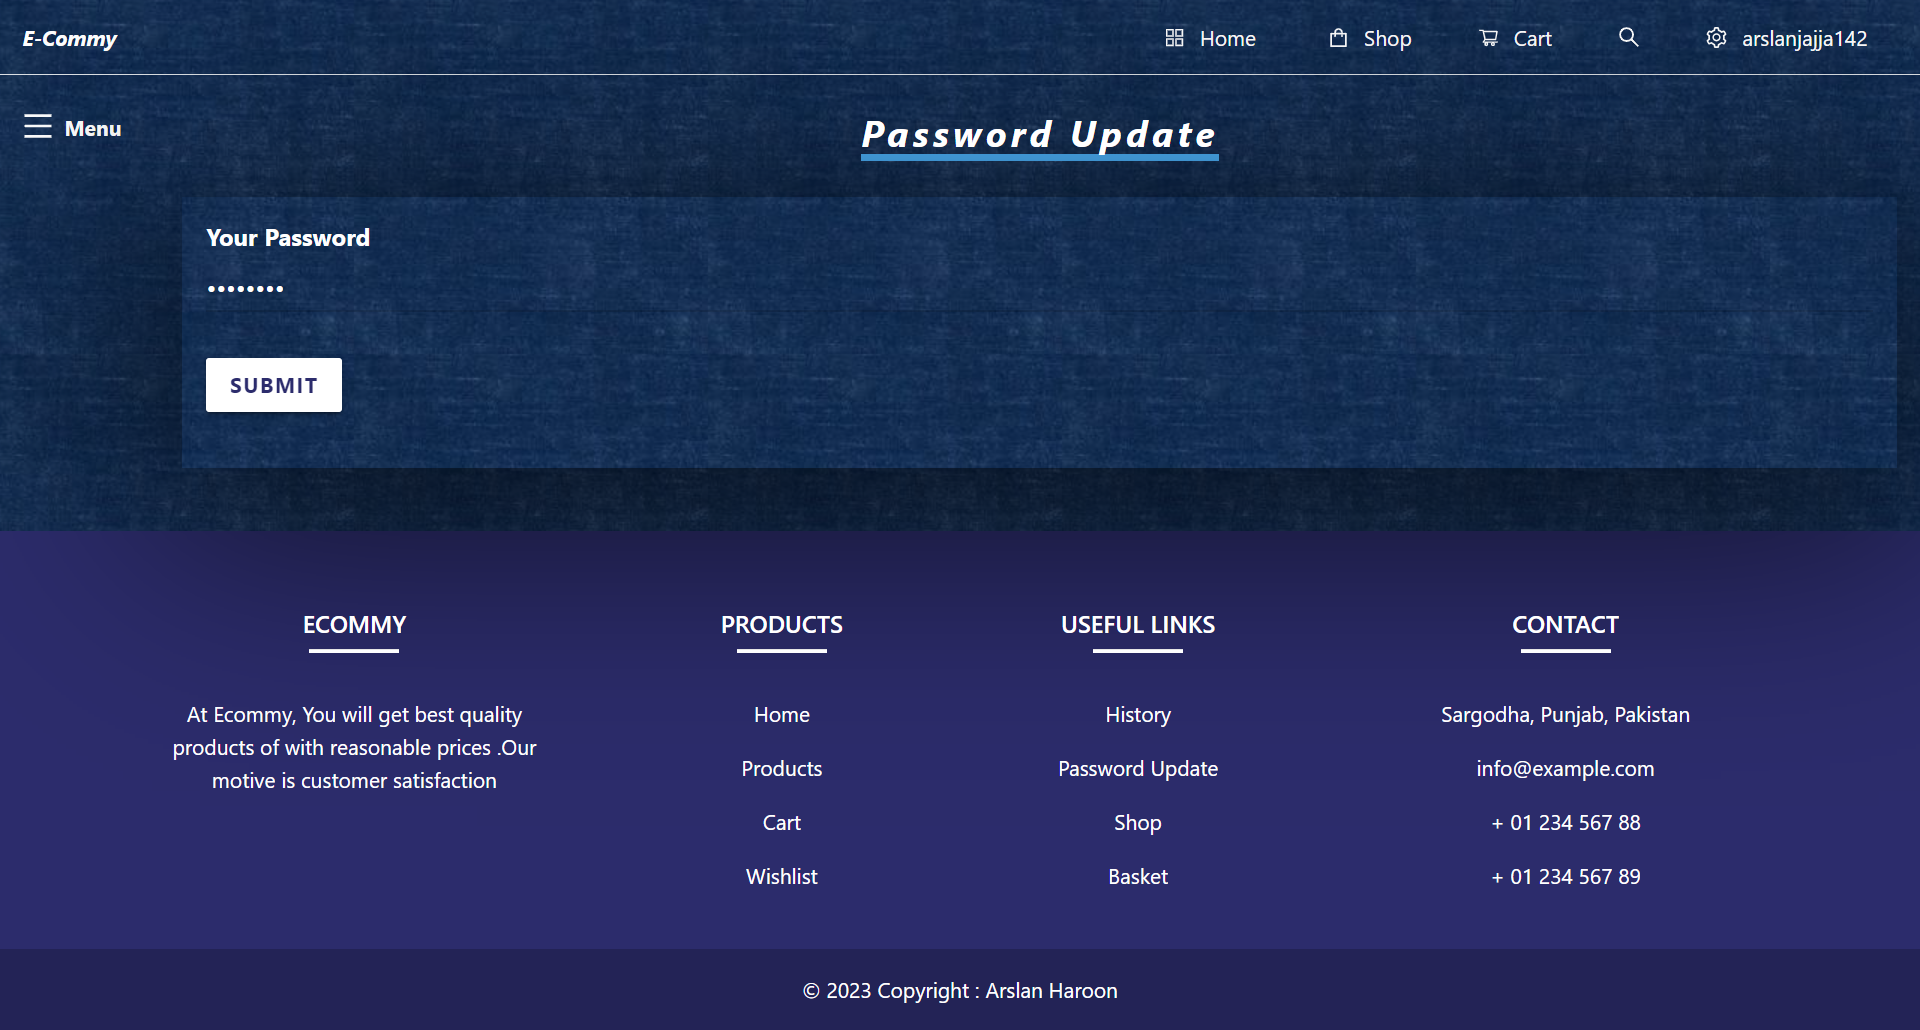 E-Commy
Home
Shop
Cart
arslanjajja142
Menu
Password Update
Your Password
••••••••
SUBMIT
ECOMMY
At Ecommy, You will get best quality
products of with reasonable prices .Our
motive is customer satisfaction
PRODUCTS
Home
Products
Cart
Wishlist
USEFUL LINKS
History
Password Update
Shop
Basket
CONTACT
Sargodha, Punjab, Pakistan
info@example.com
+ 01 234 567 88
+ 01 234 567 89
© 2023 Copyright : Arslan Haroon